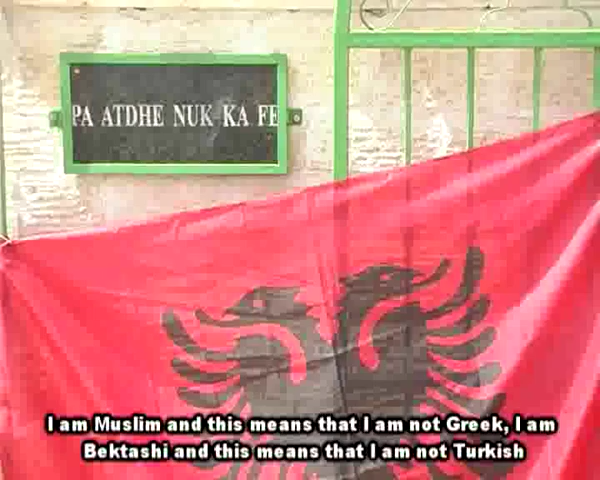 PA ATDHE NUK KA FE
I am Muslim and this means that I am not Greek, I am
Bektashi and this means that I am not Turkish